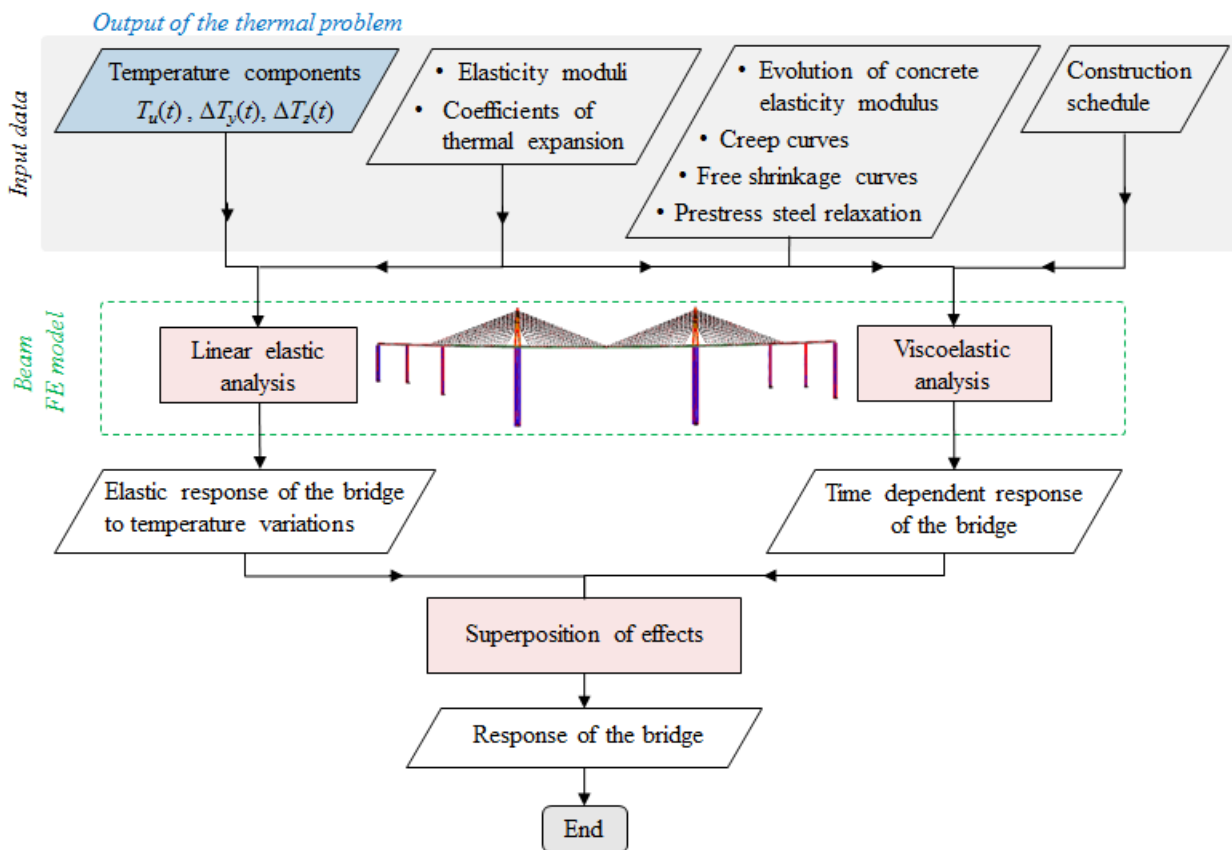 Output of the thermal problem
Input data
Temperature components
T_u(t) , ΔT_y(t), ΔT_z(t)
• Elasticity moduli
• Coefficients of
thermal expansion
• Evolution of concrete
elasticity modulus
• Creep curves
• Free shrinkage curves
• Prestress steel relaxation
Construction
schedule
Beam
FE model
Linear elastic
analysis
Viscoelastic
analysis
Elastic response of the bridge
to temperature variations
Time dependent response
of the bridge
Superposition of effects
Response of the bridge
End